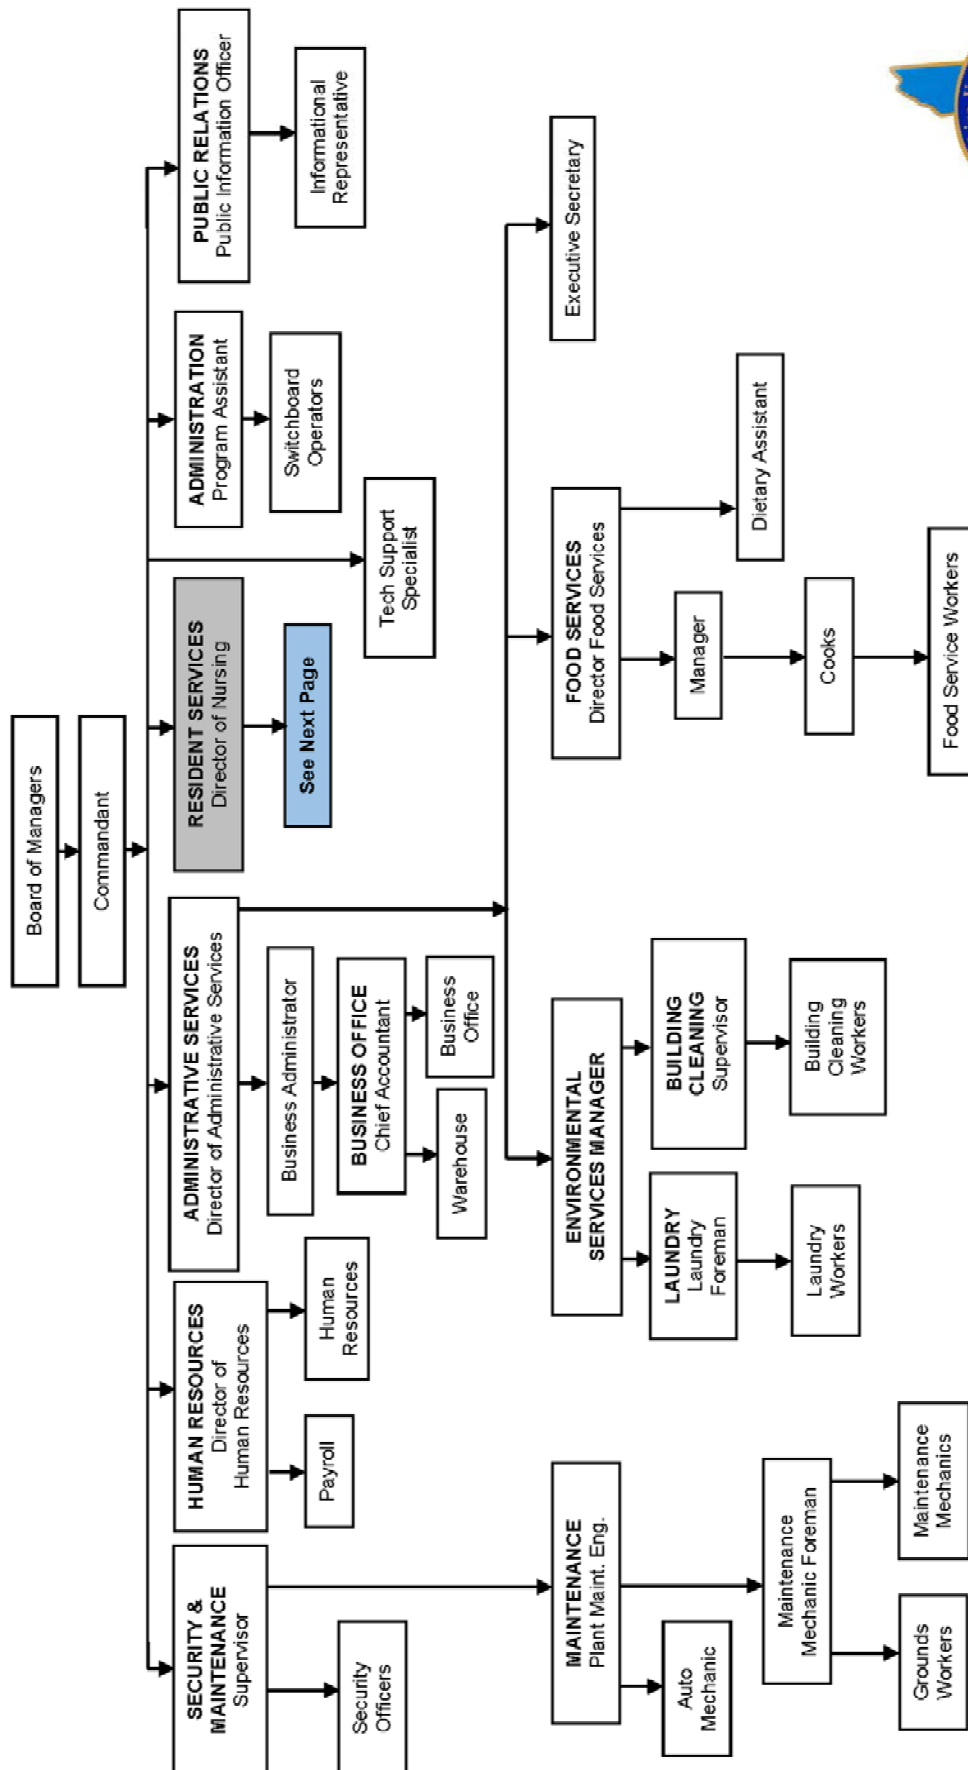 Board of Managers
Commandant
SECURITY &
MAINTENANCE
Supervisor
HUMAN RESOURCES
Director of
Human Resources
ADMINISTRATIVE SERVICES
Director of Administrative Services
RESIDENT SERVICES
Director of Nursing
ADMINISTRATION
Program Assistant
PUBLIC RELATIONS
Public Information Officer
Security
Officers
Payroll
Human
Resources
Business Administrator
BUSINESS OFFICE
Chief Accountant
Warehouse
Business
Office
See Next Page
Tech Support
Specialist
Switchboard
Operators
Informational
Representative
MAINTENANCE
Plant Maint. Eng.
Auto
Mechanic
Maintenance
Mechanic Foreman
Grounds
Workers
Maintenance
Mechanics
ENVIRONMENTAL
SERVICES MANAGER
LAUNDRY
Laundry
Foreman
Laundry
Workers
BUILDING
CLEANING
Supervisor
Building
Cleaning
Workers
FOOD SERVICES
Director Food Services
Manager
Cooks
Food Service Workers
Dietary Assistant
Executive Secretary